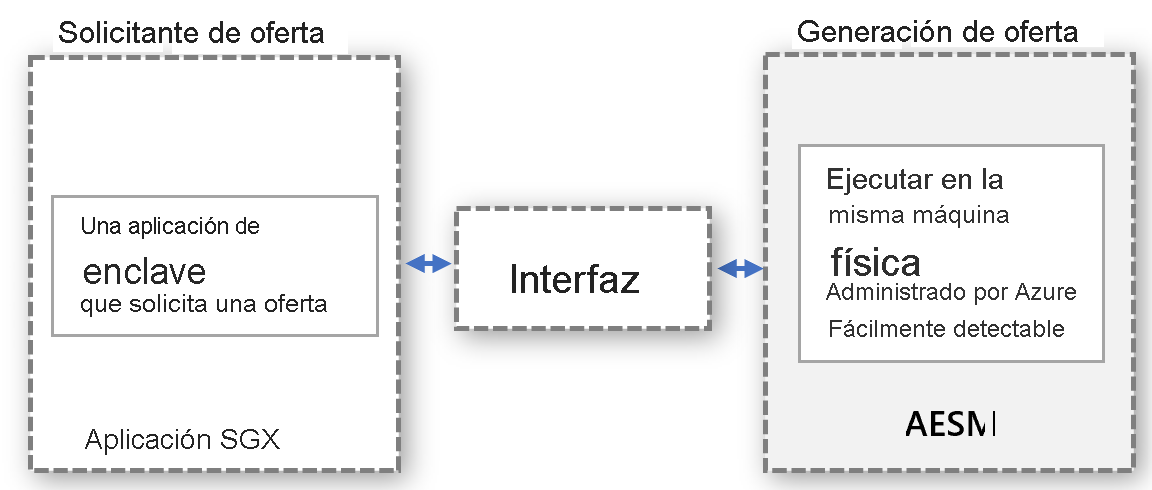 Solicitante de oferta
Una aplicación de
enclave
que solicita una oferta
Aplicación SGX
Interfaz
Generación de oferta
Ejecutar en la
misma máquina
física
Administrado por Azure
Fácilmente detectable
AESM